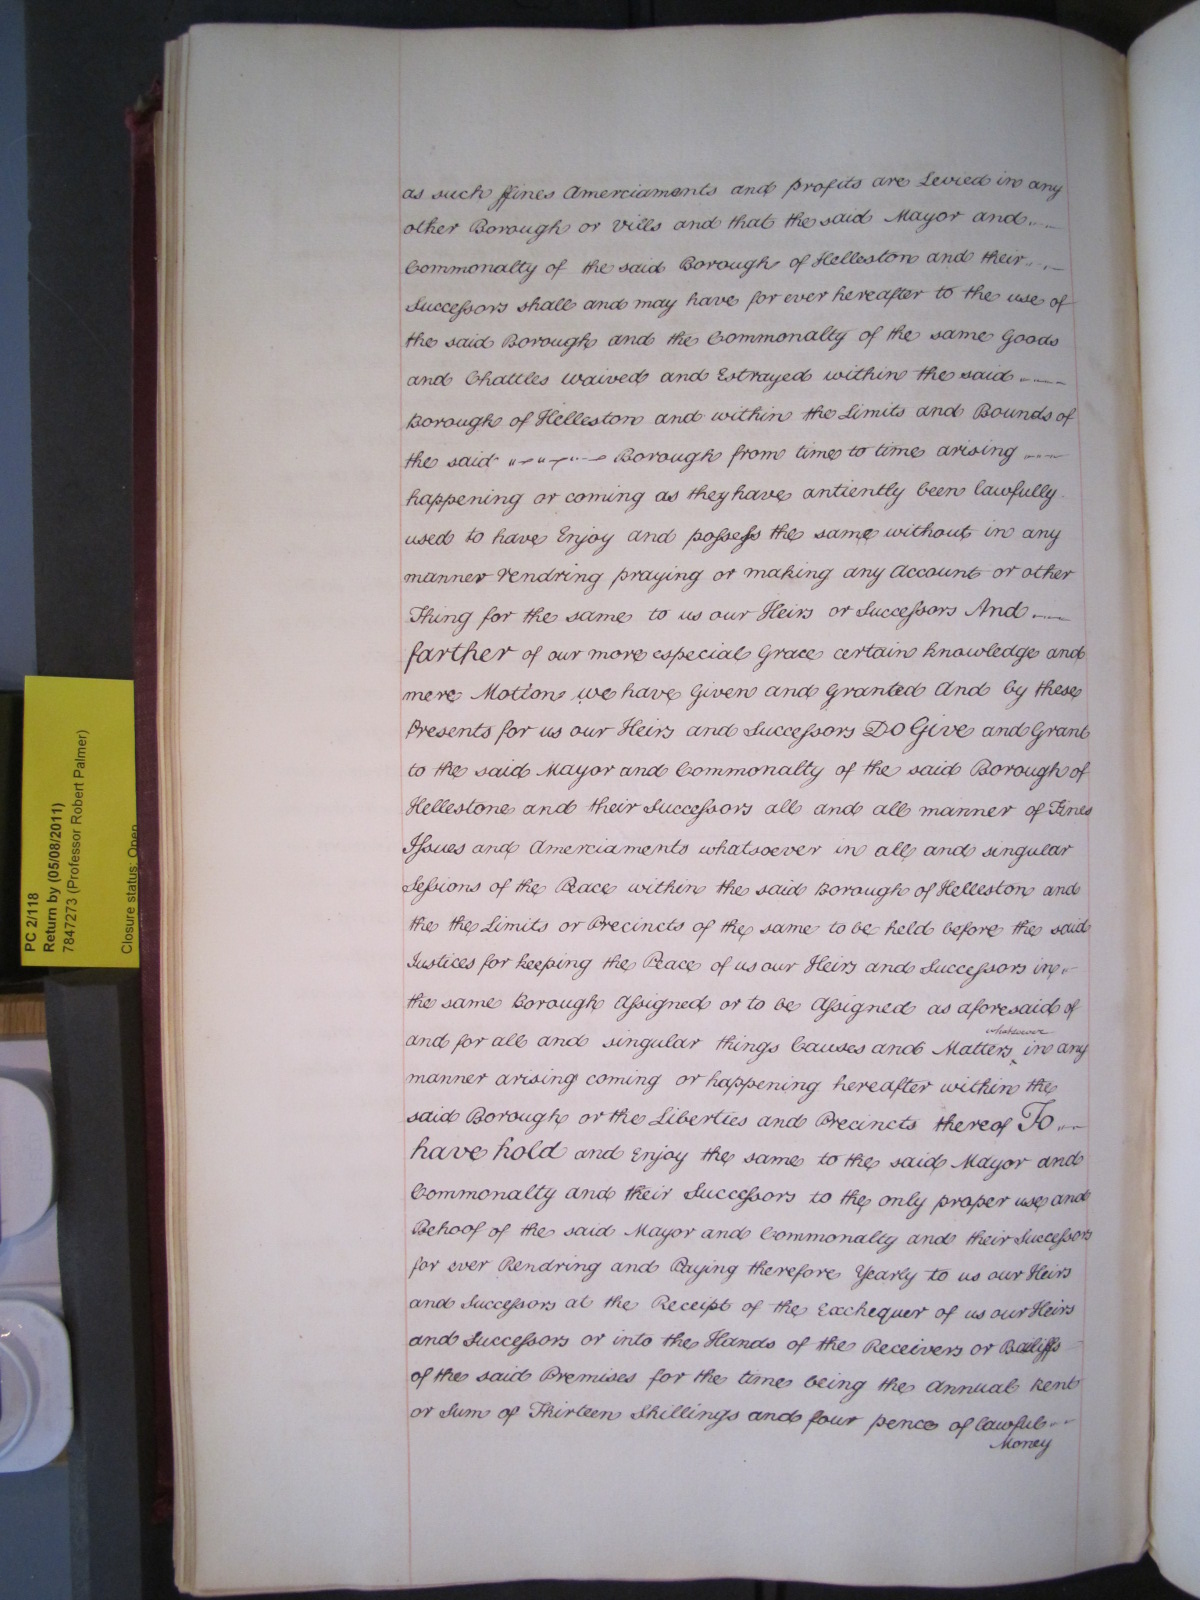 PC 2/118
Return by (05/08/2011)
7847273 (Professor Robert Palmer)
Closure status: Open
as such ffines Amerciaments and profits are Levied in any
other Borough or Vills and that the said Mayor and
Commonalty of the said Borough of Helleston and their
Successors shall and may have for ever hereafter to the use of
the said Borough and the Commonalty of the same Goods
and Chattles waived and Estrayed within the said
Borough of Helleston and within the Limits and Bounds of
the said Borough from time to time arising
happening or coming as they have antiently been lawfully
used to have Enjoy and possess the same without in any
manner rendring praying or making any Account or other
Thing for the same to us our Heirs or Successors And
farther of our more especial Grace certain knowledge and
mere Motion we have Given and Granted And by these
Presents for us our Heirs and Successors Do Give and Grant
to the said Mayor and Commonalty of the said Borough of
Hellestone and their Successors all and all manner of Fines
Issues and Amerciaments whatsoever in all and singular
Sessions of the Peace within the said Borough of Helleston and
the the Limits or Precincts of the same to be held before the said
Justices for keeping the Peace of us our Heirs and Successors in
the same Borough Assigned or to be Assigned as aforesaid of
and for all and singular things Causes and Matters whatsoever in any
manner arising coming or happening hereafter within the
said Borough or the Liberties and Precincts thereof To
have hold and Enjoy the same to the said Mayor and
Commonalty and their Successors to the only proper use and
Behoof of the said Mayor and Commonalty and their Successors
for ever Rendring and Paying therefore Yearly to us our Heirs
and Successors at the Receipt of the Exchequer of us our Heirs
and Successors or into the Hands of the Receivers or Bailiffs
of the said Premises for the time being the Annual Rent
or Sum of Thirteen Shillings and four pence of lawful
Money